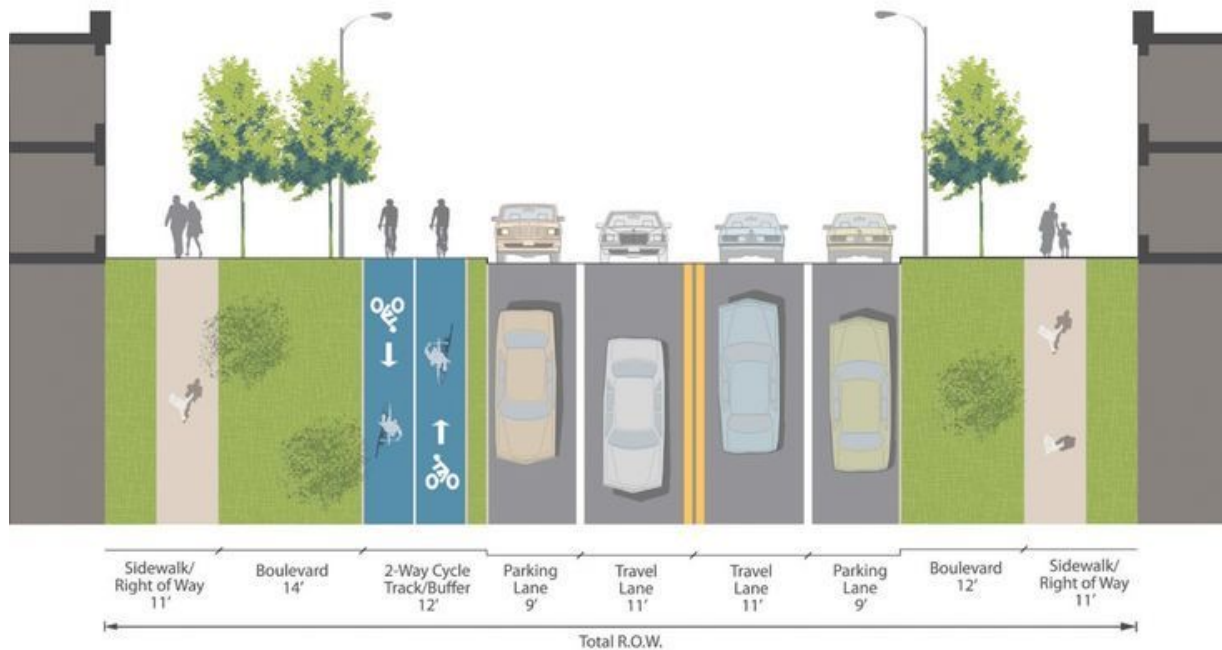 Sidewalk/
Right of Way
11'
Boulevard
14'
2-Way Cycle
Track/Buffer
12'
Parking
Lane
9'
Travel
Lane
11'
Travel
Lane
11'
Parking
Lane
9'
Boulevard
12'
Sidewalk/
Right of Way
11'
Total R.O.W.